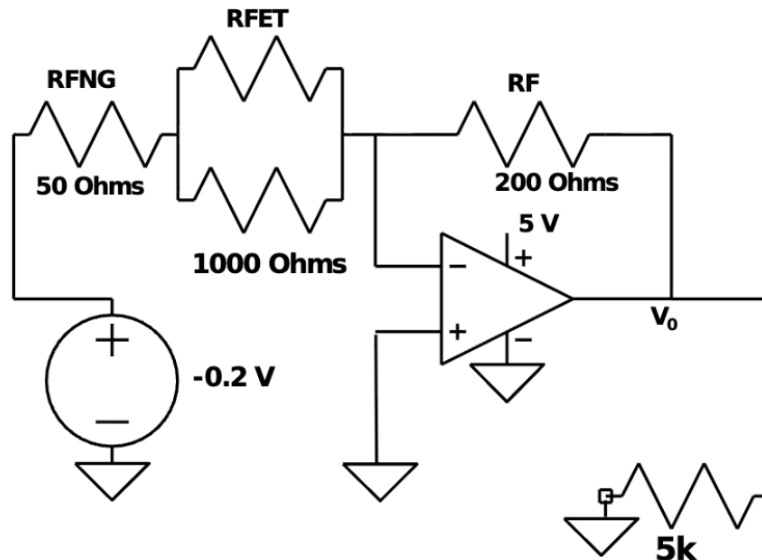 RFET
RFNG
RF
50 Ohms
200 Ohms
1000 Ohms
5 V
+
−
+
−
+
−
-0.2 V
V₀
5k